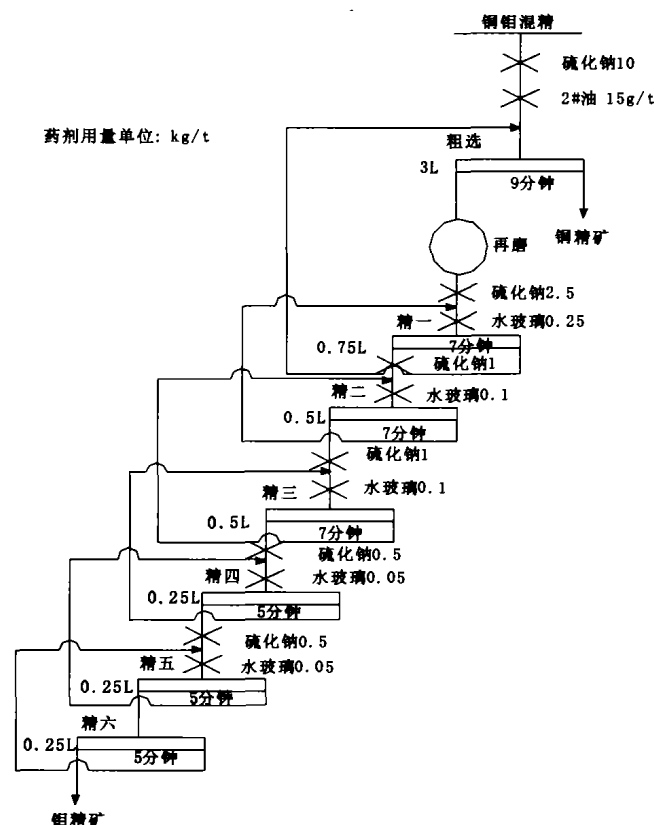 铜钼混精
硫化钠10
2#油 15g/t
药剂用量单位: kg/t
粗选
3L
9分钟
铜精矿
再磨
硫化钠2.5
精一
水玻璃0.25
0.75L
7分钟
硫化钠1
精二
水玻璃0.1
0.5L
7分钟
硫化钠1
精三
水玻璃0.1
0.5L
7分钟
硫化钠0.5
精四
水玻璃0.05
0.25L
5分钟
硫化钠0.5
精五
水玻璃0.05
0.25L
5分钟
精六
0.25L
5分钟
钼精矿